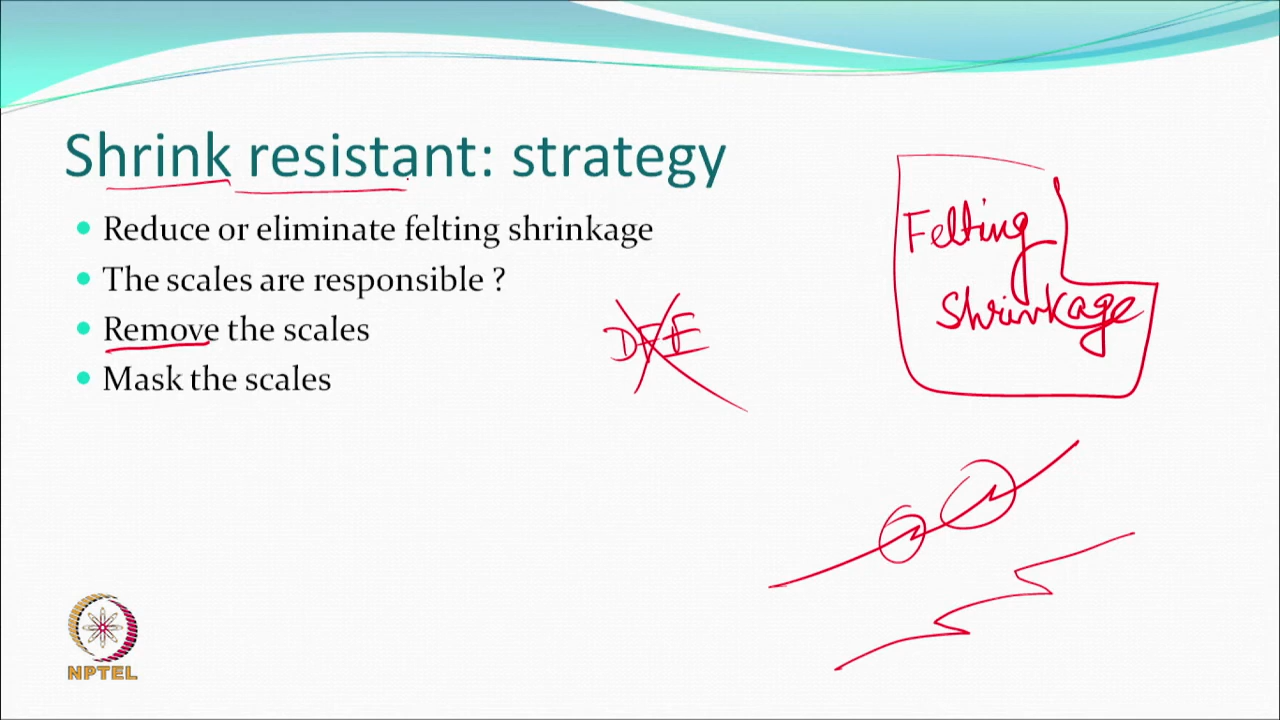 Shrink resistant: strategy
Reduce or eliminate felting shrinkage
The scales are responsible ?
Remove the scales
Mask the scales
DFE
Felting
Shrinkage
NPTEL